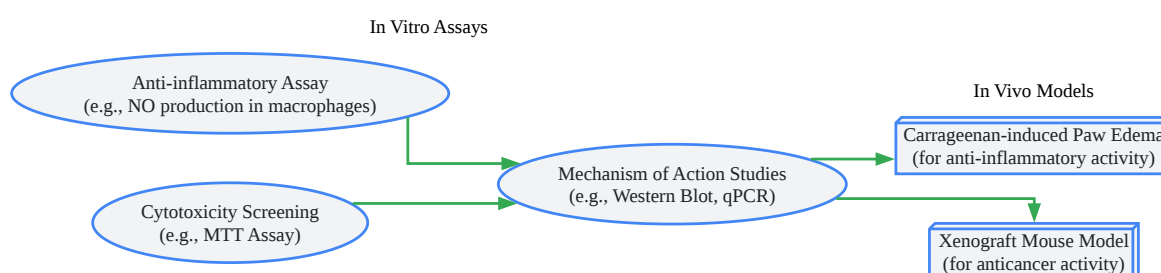 In Vitro Assays
Anti-inflammatory Assay
(e.g., NO production in macrophages)
In Vivo Models
Carrageenan-induced Paw Edema
(for anti-inflammatory activity)
Mechanism of Action Studies
(e.g., Western Blot, qPCR)
Cytotoxicity Screening
(e.g., MTT Assay)
Xenograft Mouse Model
(for anticancer activity)